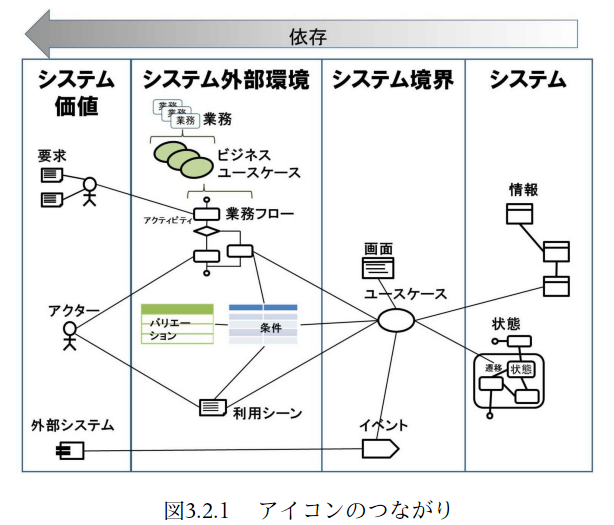 依存
システム
価値
システム外部環境
システム境界
システム
業務
業務
業務
業務
要求
ビジネス
ユースケース
アクティビティ
業務フロー
情報
画面
ユースケース
アクター
バリエー
ション
条件
状態
遷移
状態
利用シーン
外部システム
イベント
図3.2.1 アイコンのつながり